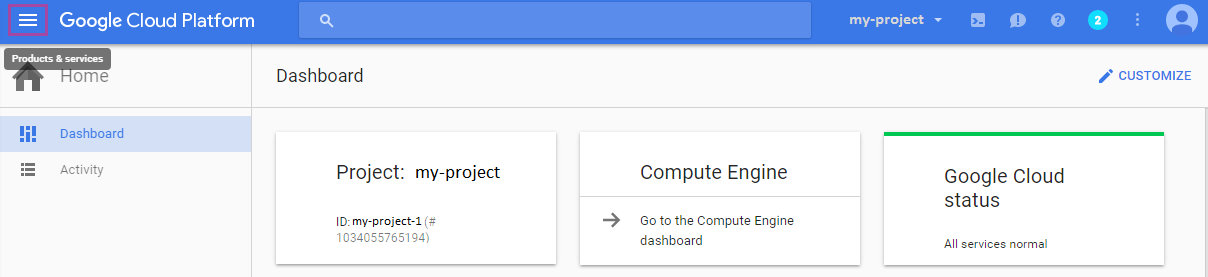 Google Cloud Platform
my-project
2
Products & services
Home
Dashboard
CUSTOMIZE
Dashboard
Activity
Project: my-project
ID: my-project-1 (#
1034055765194)
Compute Engine
Go to the Compute Engine
dashboard
Google Cloud
status
All services normal